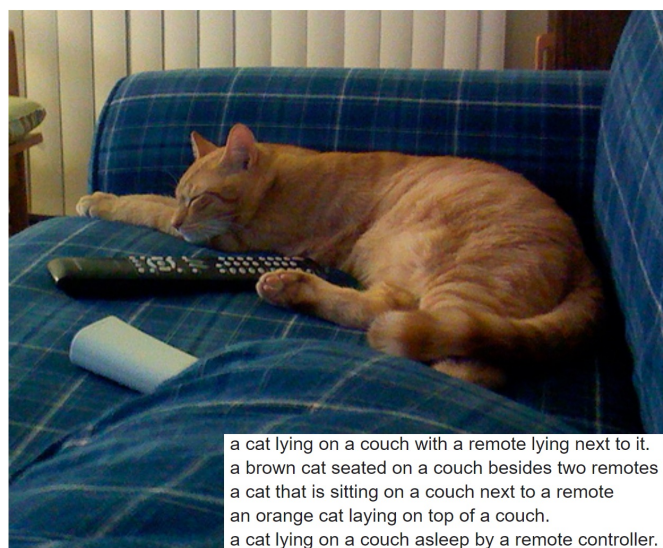 a cat lying on a couch with a remote lying next to it.
a brown cat seated on a couch besides two remotes
a cat that is sitting on a couch next to a remote
an orange cat laying on top of a couch.
a cat lying on a couch asleep by a remote controller.